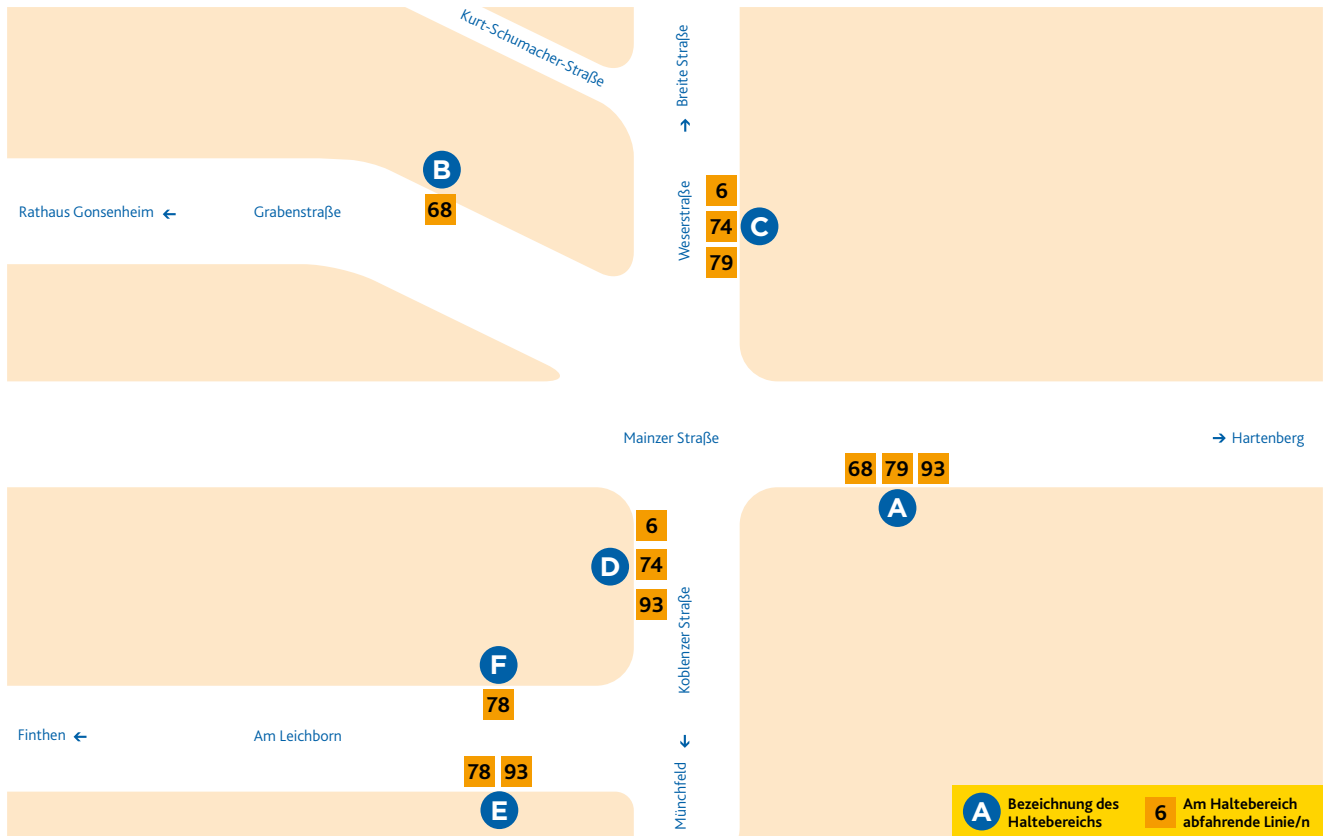 Kurt-Schumacher-Straße
Breite Straße
B
68
Rathaus Gonsenheim ←
Grabenstraße
Weserstraße
6
74
C
79
Mainzer Straße
→ Hartenberg
68 79 93
A
6
D
74
93
Koblenzer Straße
F
78
Finthen ←
Am Leichborn
78 93
E
Münchfeld
A
Bezeichnung des
Haltebereichs
6
Am Haltebereich
abfahrende Linie/n